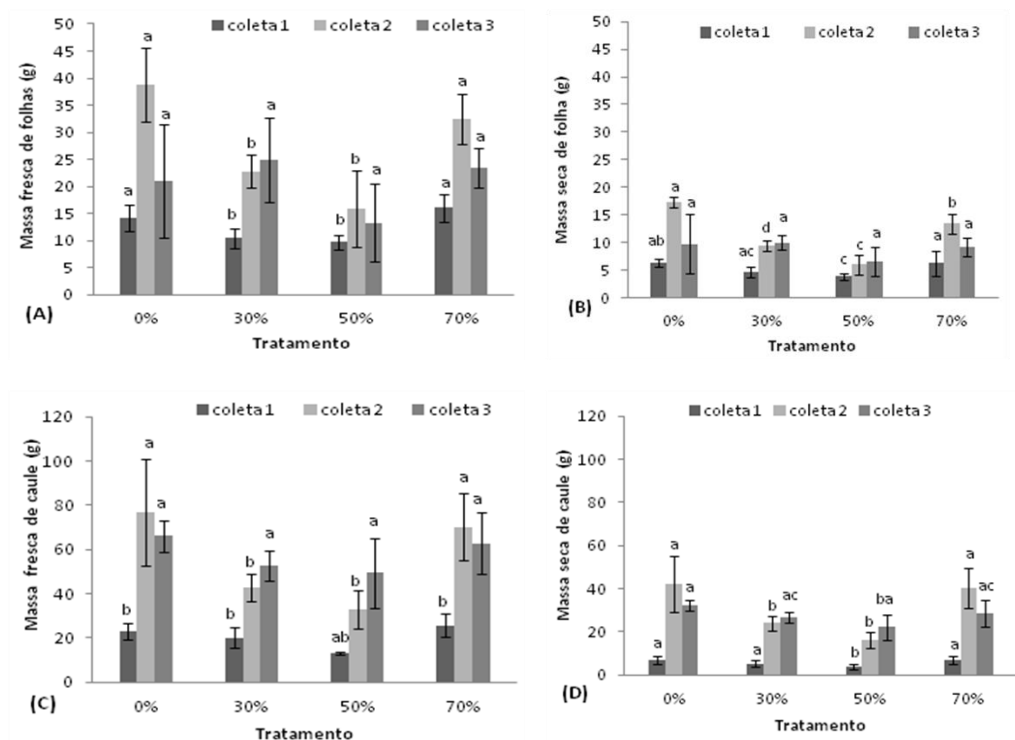 ■ coleta 1 ■ coleta 2 ■ coleta 3
Massa fresca de folhas (g)
50
45
40
35
30
25
20
15
10
5
0
a a a
b b a
b b a
a a a
0% 30% 50% 70%
Tratamento
(A)
■ coleta 1 ■ coleta 2 ■ coleta 3
Massa seca de folha (g)
50
45
40
35
30
25
20
15
10
5
0
ab a a
ac d a
c c a
a b a
0% 30% 50% 70%
Tratamento
(B)
■ coleta 1 ■ coleta 2 ■ coleta 3
Massa fresca de caule (g)
120
100
80
60
40
20
0
b a a
b b a
ab b a
b a a
0% 30% 50% 70%
Tratamento
(C)
■ coleta 1 ■ coleta 2 ■ coleta 3
Massa seca de caule (g)
120
100
80
60
40
20
0
a a a
a b ac
b b ba
a a ac
0% 30% 50% 70%
Tratamento
(D)